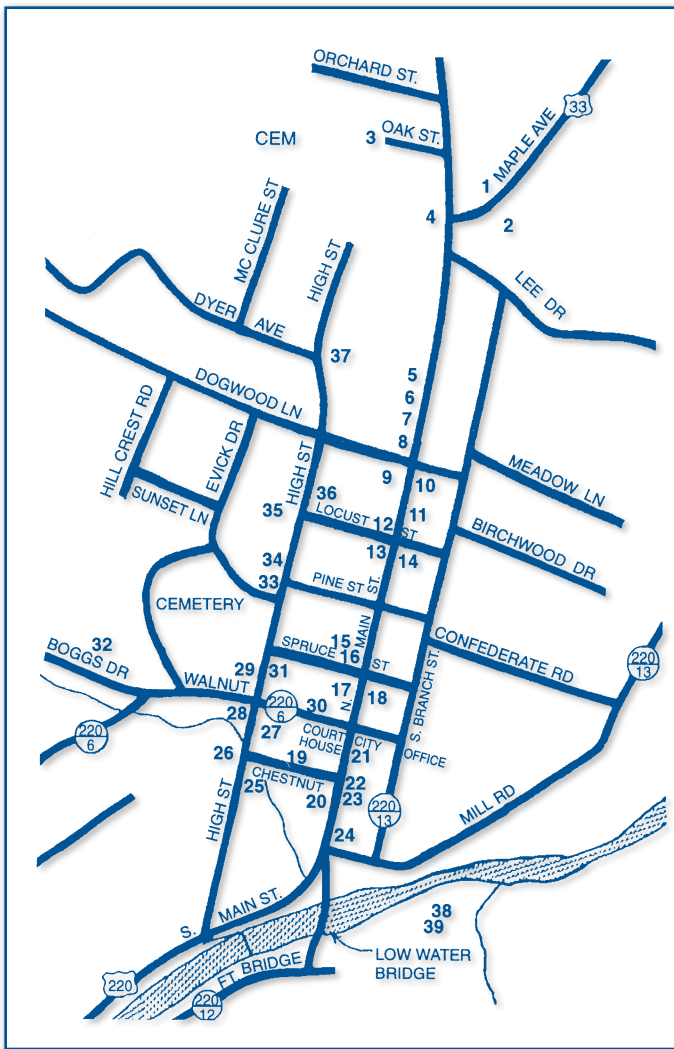 ORCHARD ST.
33
MAPLE AVE
OAK ST.
CEM
3
1
4
2
MC CLURE ST
HIGH ST
LEE DR
DYER AVE
37
5
DOGWOOD LN
6
7
8
HILL CREST RD
EVICK DR
HIGH ST
9
10
MEADOW LN
SUNSET LN
36
35
LOCUST ST
12
11
BIRCHWOOD DR
13
14
34
33
PINE ST
CEMETERY
N. MAIN ST.
32
15
CONFEDERATE RD
BOGGS DR
SPRUCE ST
16
220
13
29
31
WALNUT
17
18
S. BRANCH ST.
220
6
28
30
220
6
27
COURT HOUSE
CITY OFFICE
26
19
21
CHESTNUT
25
20
22
23
220
13
MILL RD
HIGH ST
24
S. MAIN ST.
38
39
LOW WATER
BRIDGE
FT. BRIDGE
220
220
12